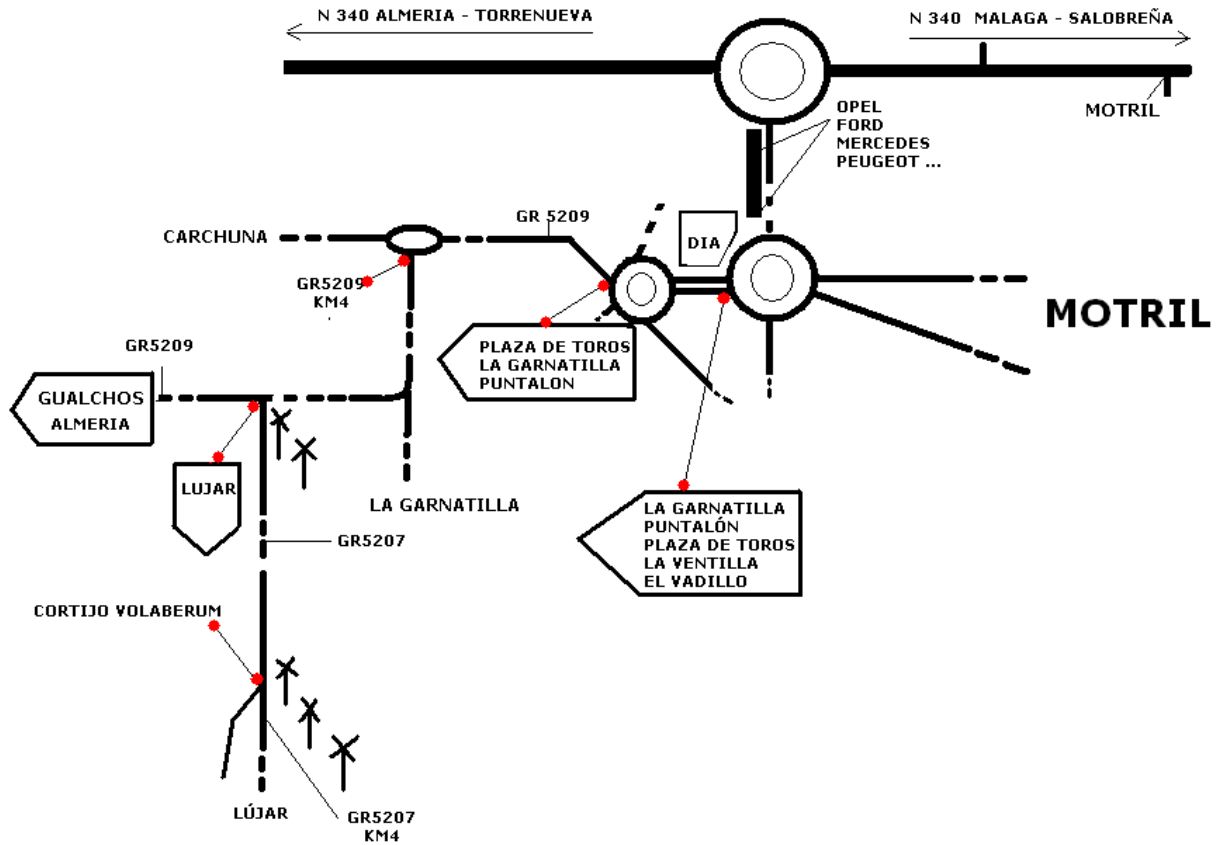 N 340 ALMERIA - TORRENUEVA
N 340 MALAGA - SALOBREÑA
MOTRIL
OPEL
FORD
MERCEDES
PEUGEOT ...
GR 5209
DIA
CARCHUNA
GR5209
KM4
MOTRIL
PLAZA DE TOROS
LA GARNATILLA
PUNTALON
GR5209
GUALCHOS
ALMERIA
LUJAR
LA GARNATILLA
LA GARNATILLA
PUNTALÓN
PLAZA DE TOROS
LA VENTILLA
EL VADILLO
GR5207
CORTIJO VOLABERUM
LÚJAR
GR5207
KM4